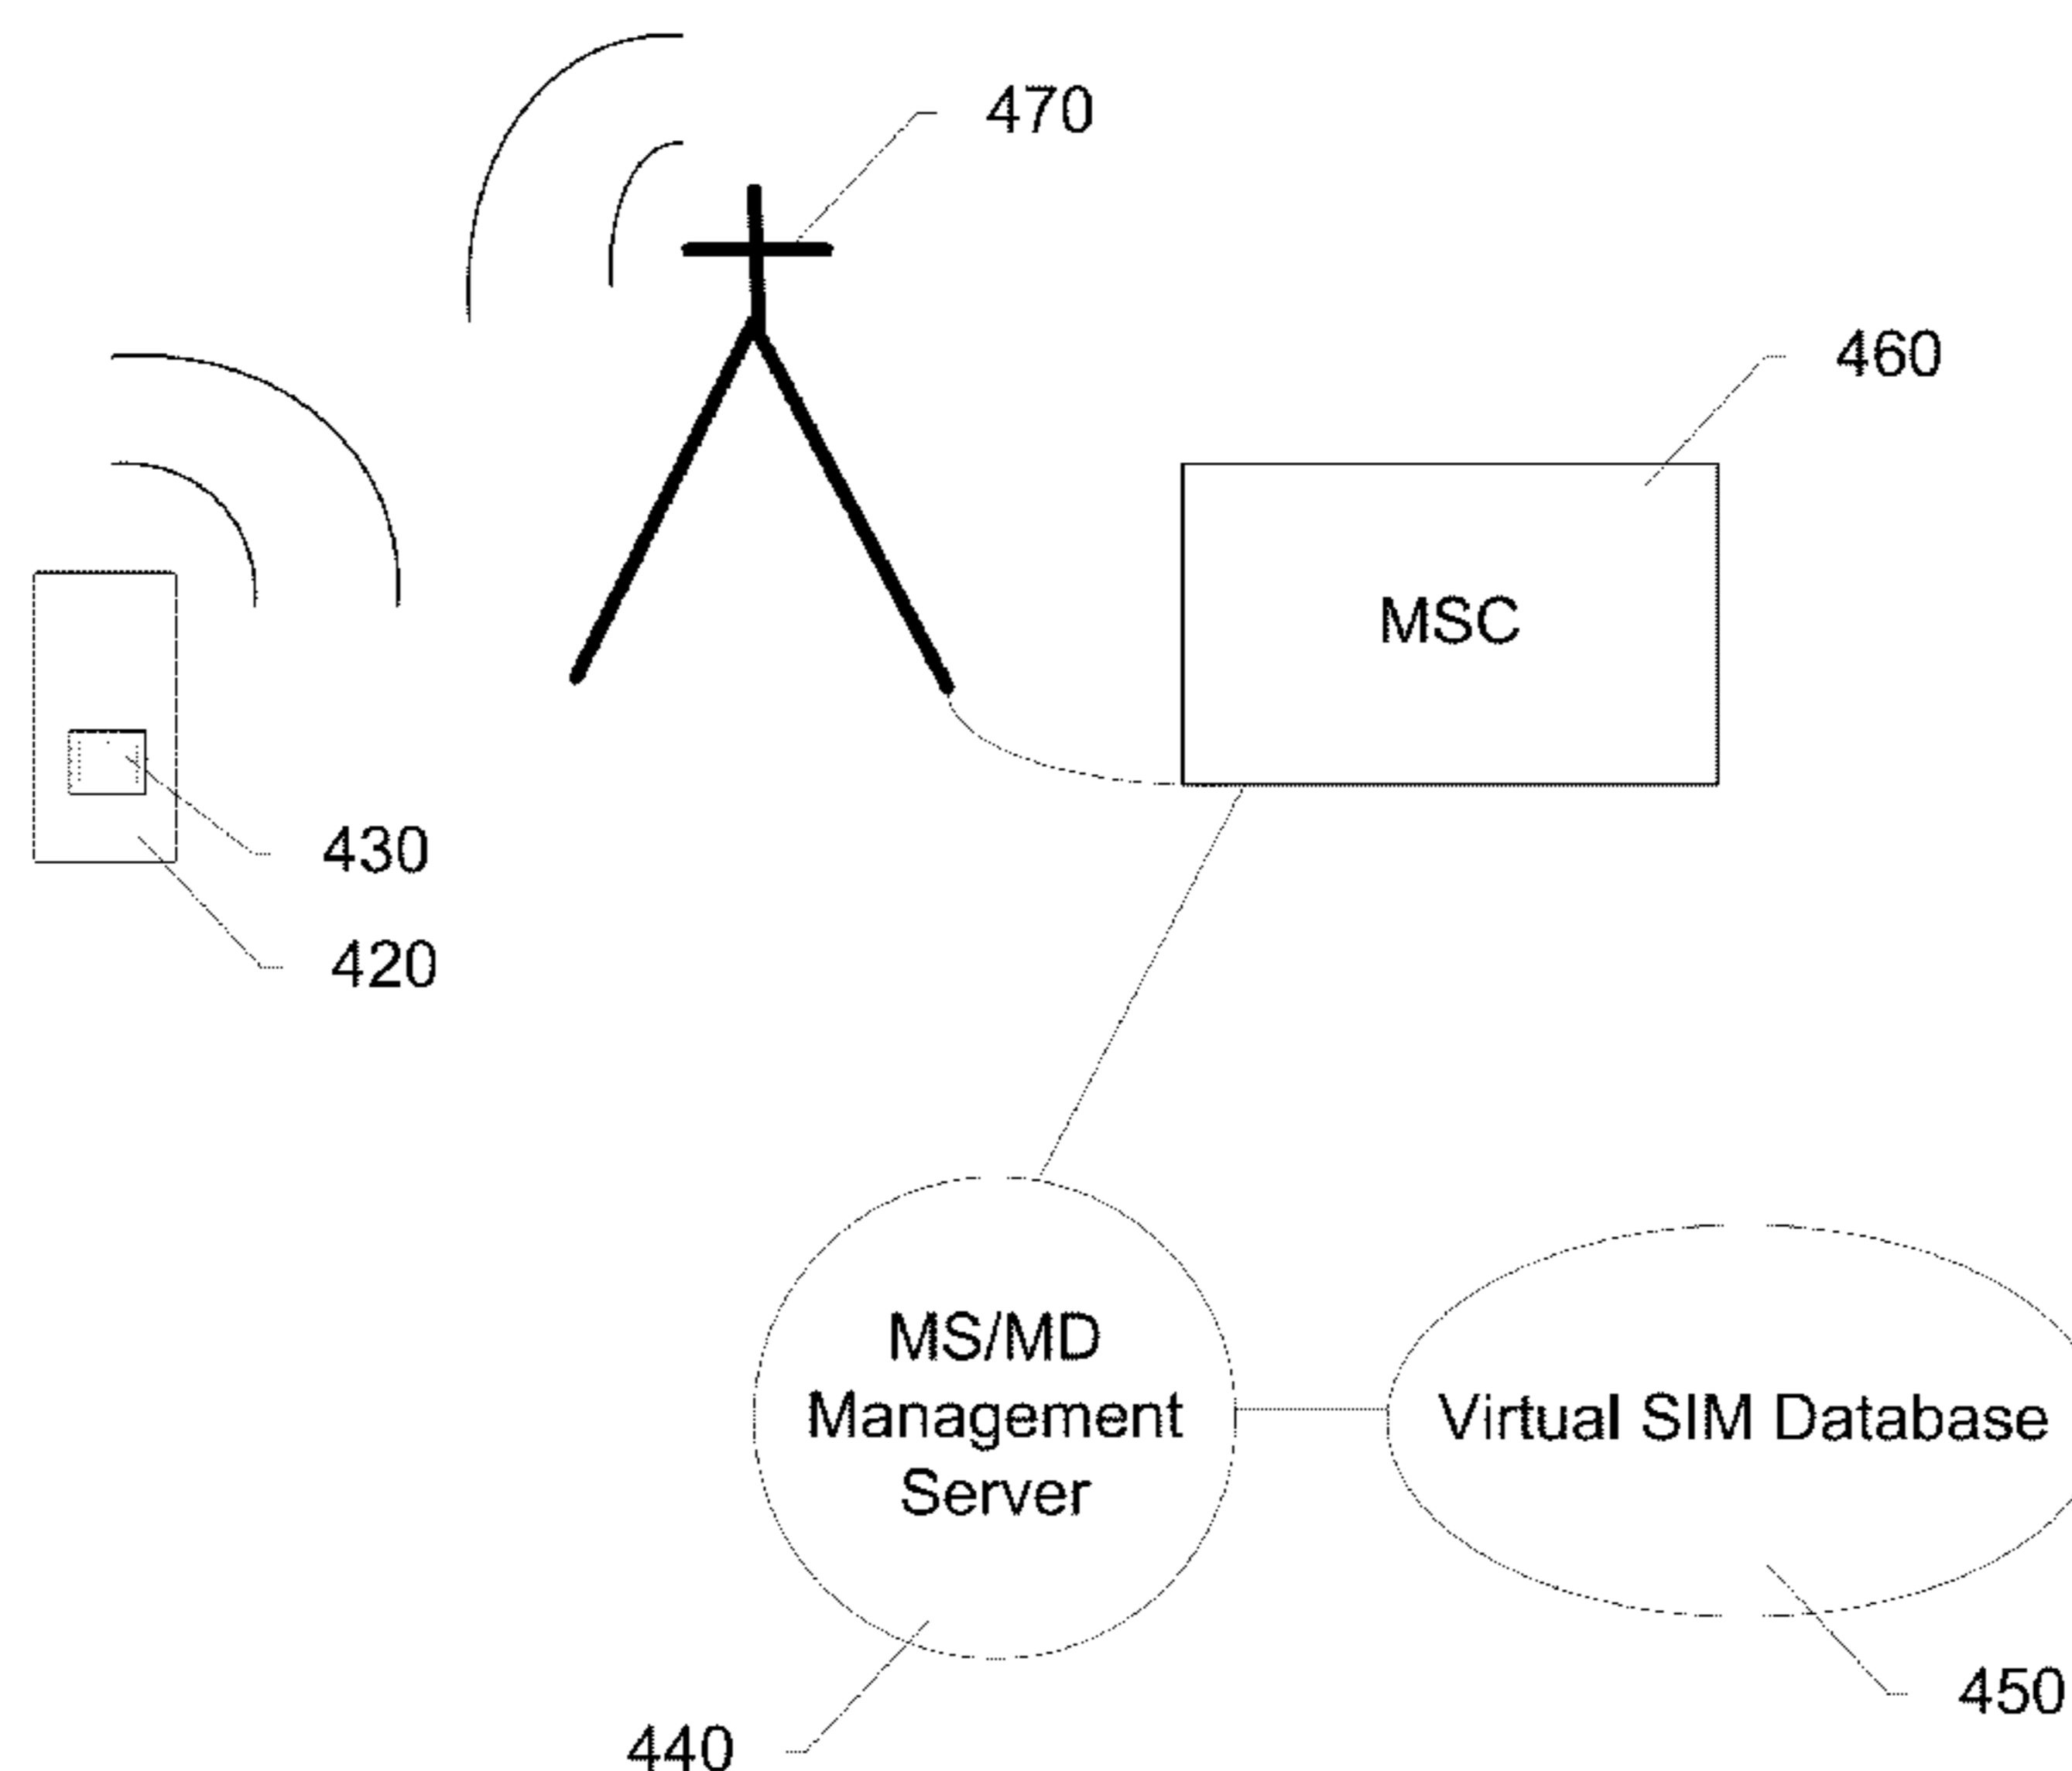 470
460
MSC
430
420
MS/MD
Management
Server
Virtual SIM Database
450
440